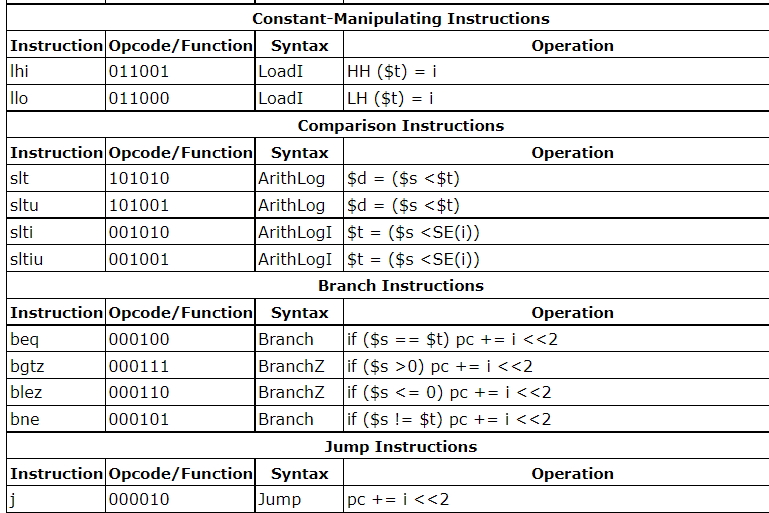 Constant-Manipulating Instructions
Instruction Opcode/Function Syntax Operation
lhi 011001 LoadI HH ($t) = i
llo 011000 LoadI LH ($t) = i
Comparison Instructions
Instruction Opcode/Function Syntax Operation
slt 101010 ArithLog $d = ($s <$t)
sltu 101001 ArithLog $d = ($s <$t)
slti 001010 ArithLogI $t = ($s <SE(i))
sltiu 001001 ArithLogI $t = ($s <SE(i))
Branch Instructions
Instruction Opcode/Function Syntax Operation
beq 000100 Branch if ($s == $t) pc += i <<2
bgtz 000111 BranchZ if ($s >0) pc += i <<2
blez 000110 BranchZ if ($s <= 0) pc += i <<2
bne 000101 Branch if ($s != $t) pc += i <<2
Jump Instructions
Instruction Opcode/Function Syntax Operation
j 000010 Jump pc += i <<2